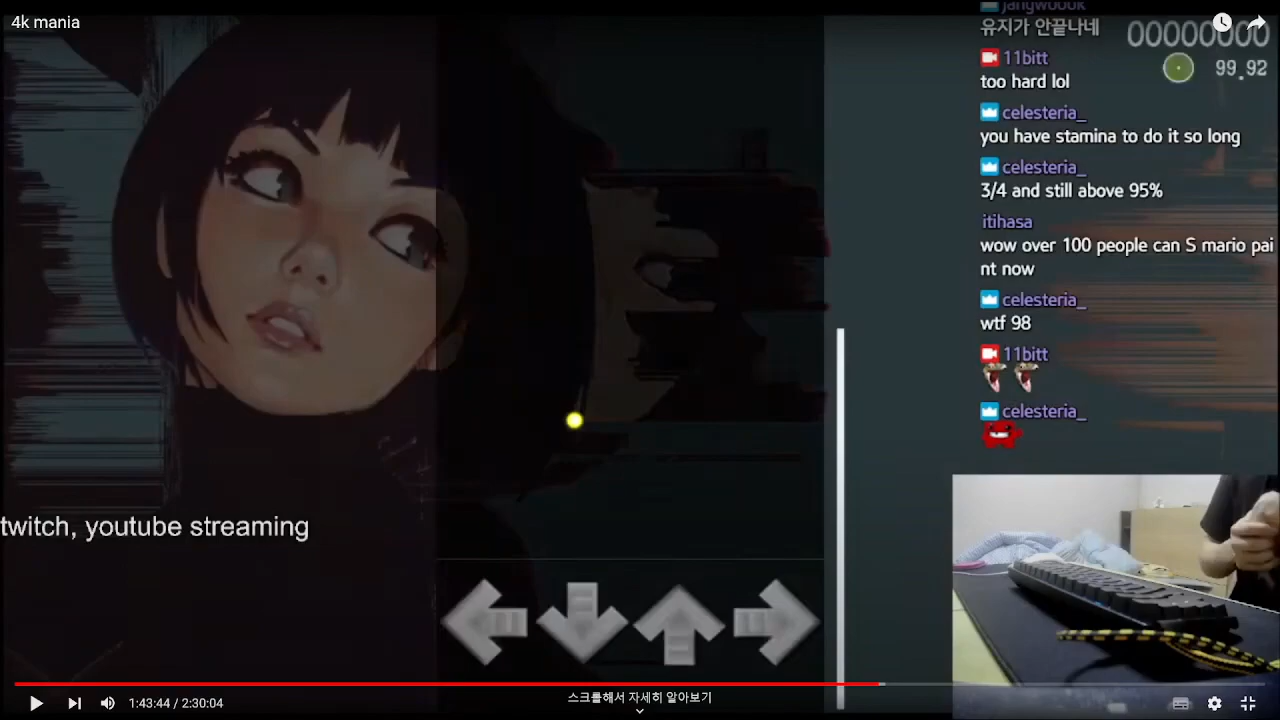 4k mania
jangwoook
유지가 안끝나네
00000000
99.92
11bitt
too hard lol
celesteria_
you have stamina to do it so long
celesteria_
3/4 and still above 95%
itihasa
wow over 100 people can S mario pai
nt now
celesteria_
wtf 98
11bitt
celesteria_
twitch, youtube streaming
1:43:44 / 2:30:04
스크롤해서 자세히 알아보기